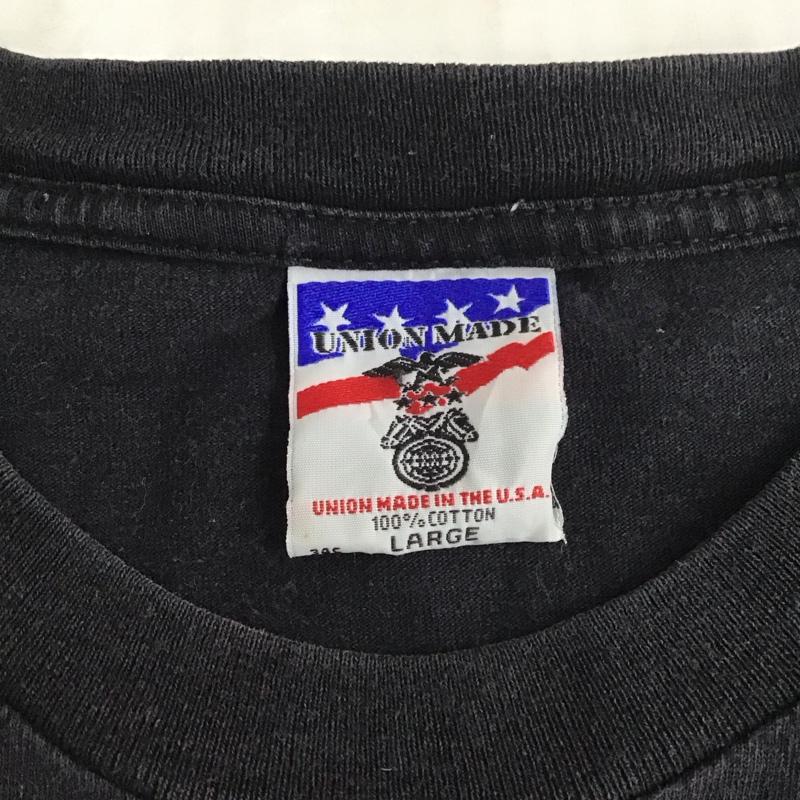 UNION MADE
UNION MADE IN THE U.S.A.
100% COTTON
LARGE